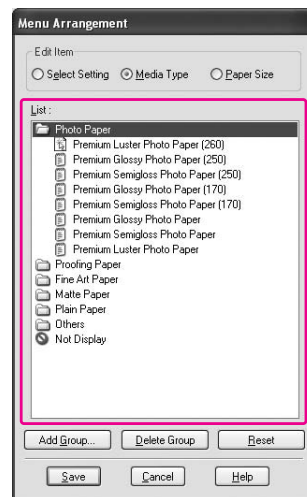 Menu Arrangement
Edit Item
Select Setting Media Type Paper Size
List :
Photo Paper
Premium Luster Photo Paper (260)
Premium Glossy Photo Paper (250)
Premium Semigloss Photo Paper (250)
Premium Glossy Photo Paper (170)
Premium Semigloss Photo Paper (170)
Premium Glossy Photo Paper
Premium Semigloss Photo Paper
Premium Luster Photo Paper
Proofing Paper
Fine Art Paper
Matte Paper
Plain Paper
Others
Not Display
Add Group... Delete Group Reset
Save Cancel Help